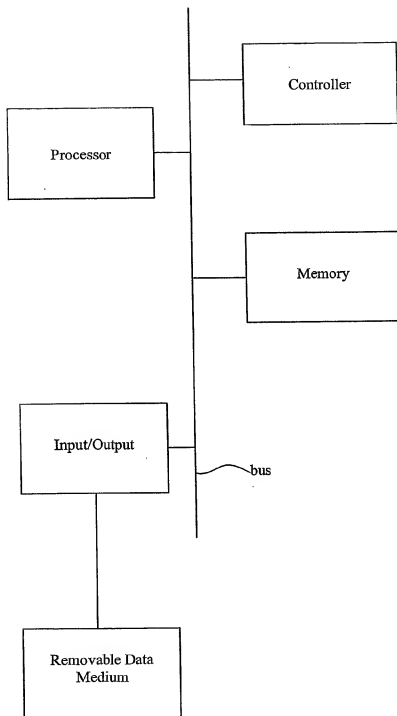 Controller
Processor
Memory
Input/Output
bus
Removable Data
Medium